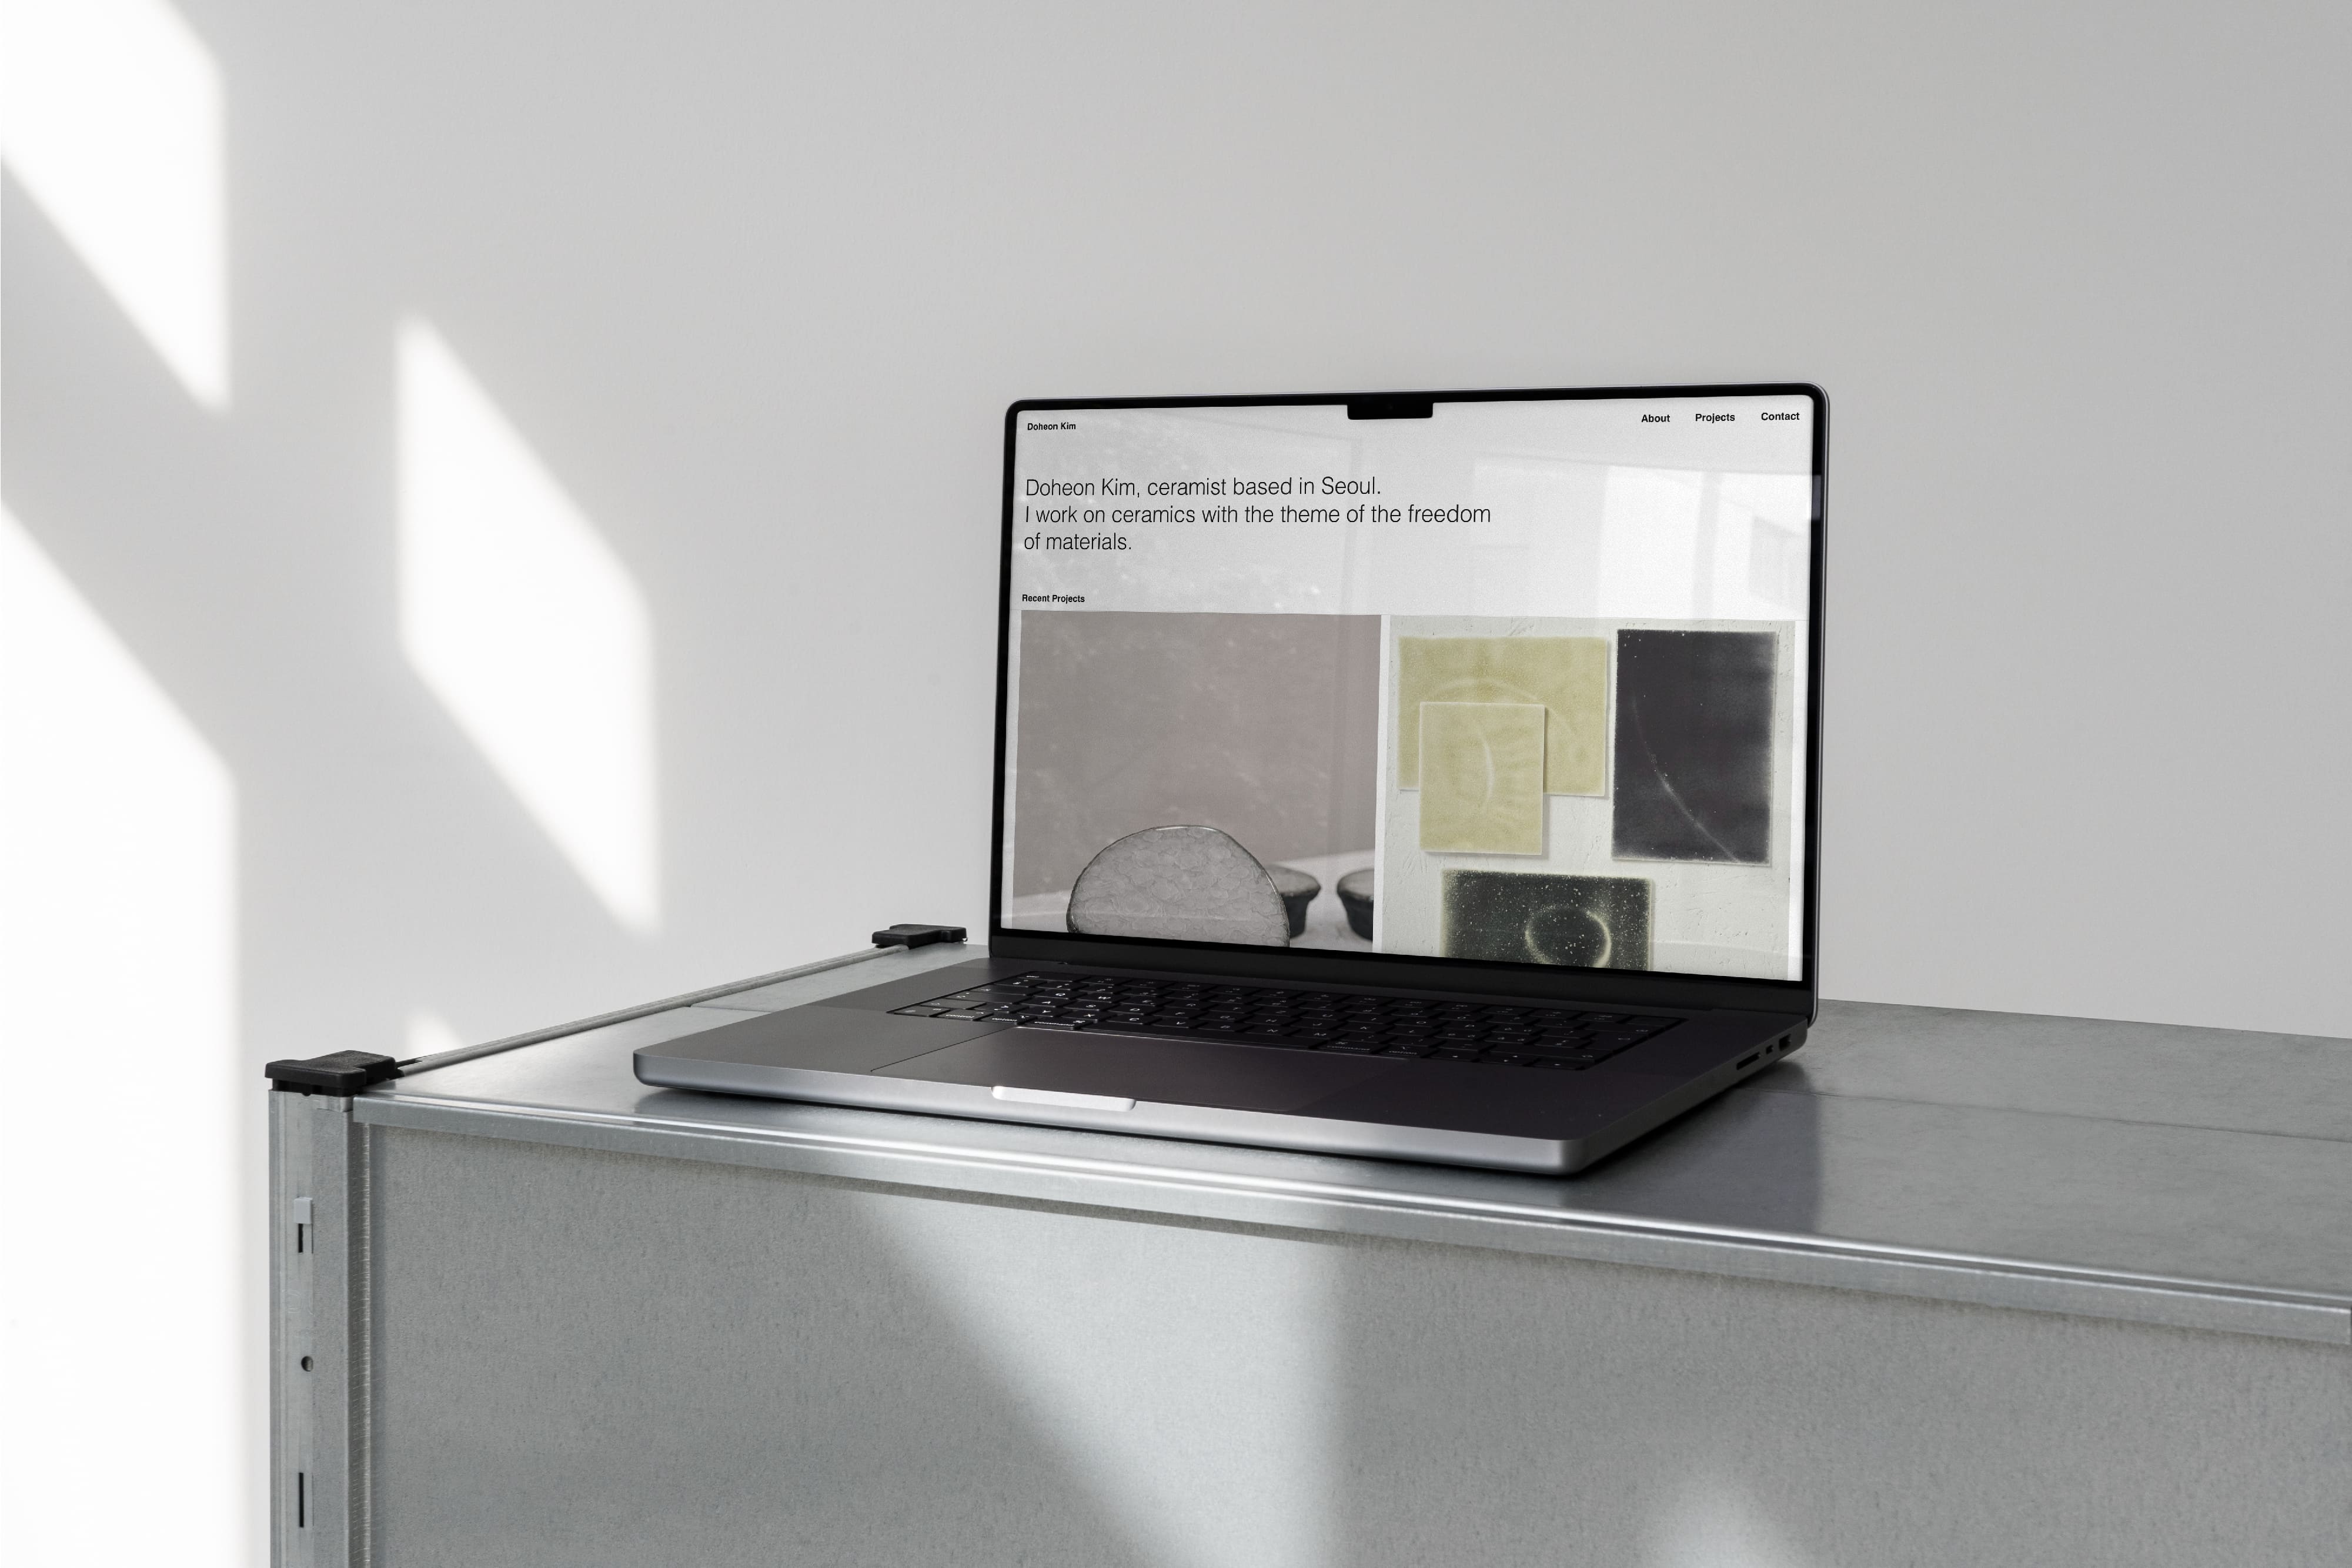 Doheon Kim
About Projects Contact
Doheon Kim, ceramist based in Seoul.
I work on ceramics with the theme of the freedom
of materials.
Recent Projects